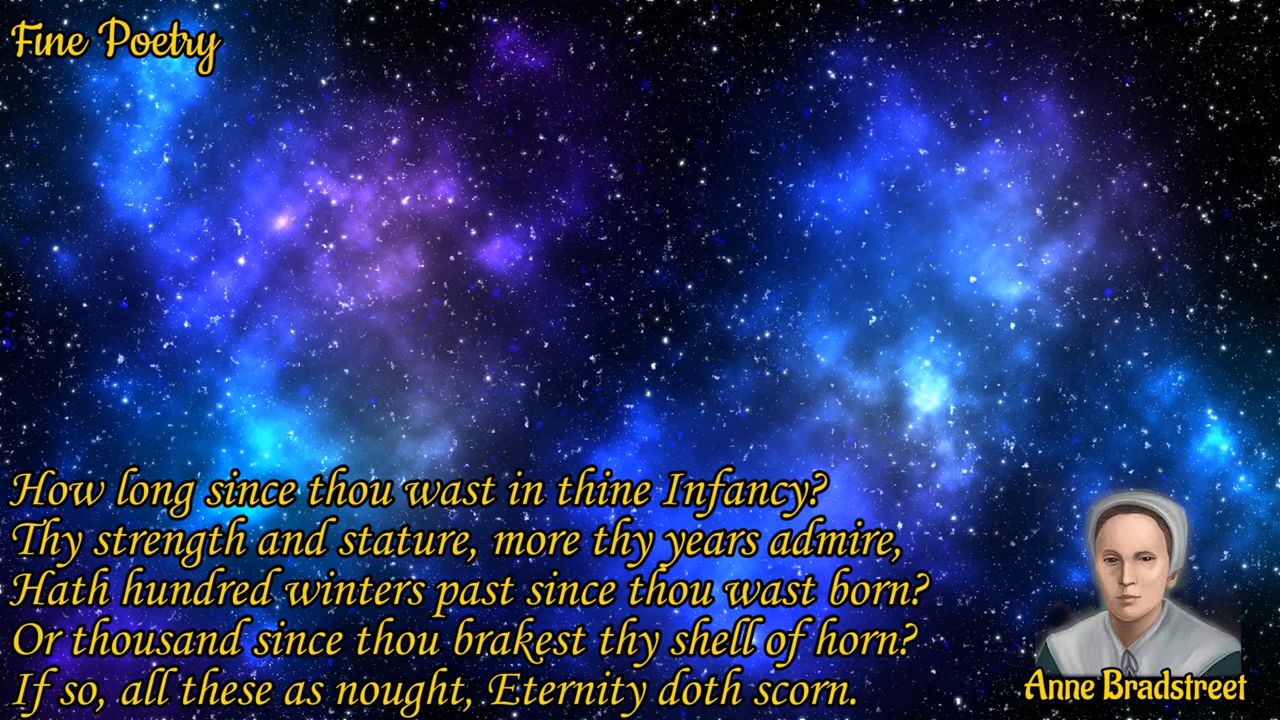 Fine Poetry
How long since thou wast in thine Infancy?
Thy strength and stature, more thy years admire,
Hath hundred winters past since thou wast born?
Or thousand since thou brakest thy shell of horn?
If so, all these as nought, Eternity doth scorn.
Anne Bradstreet